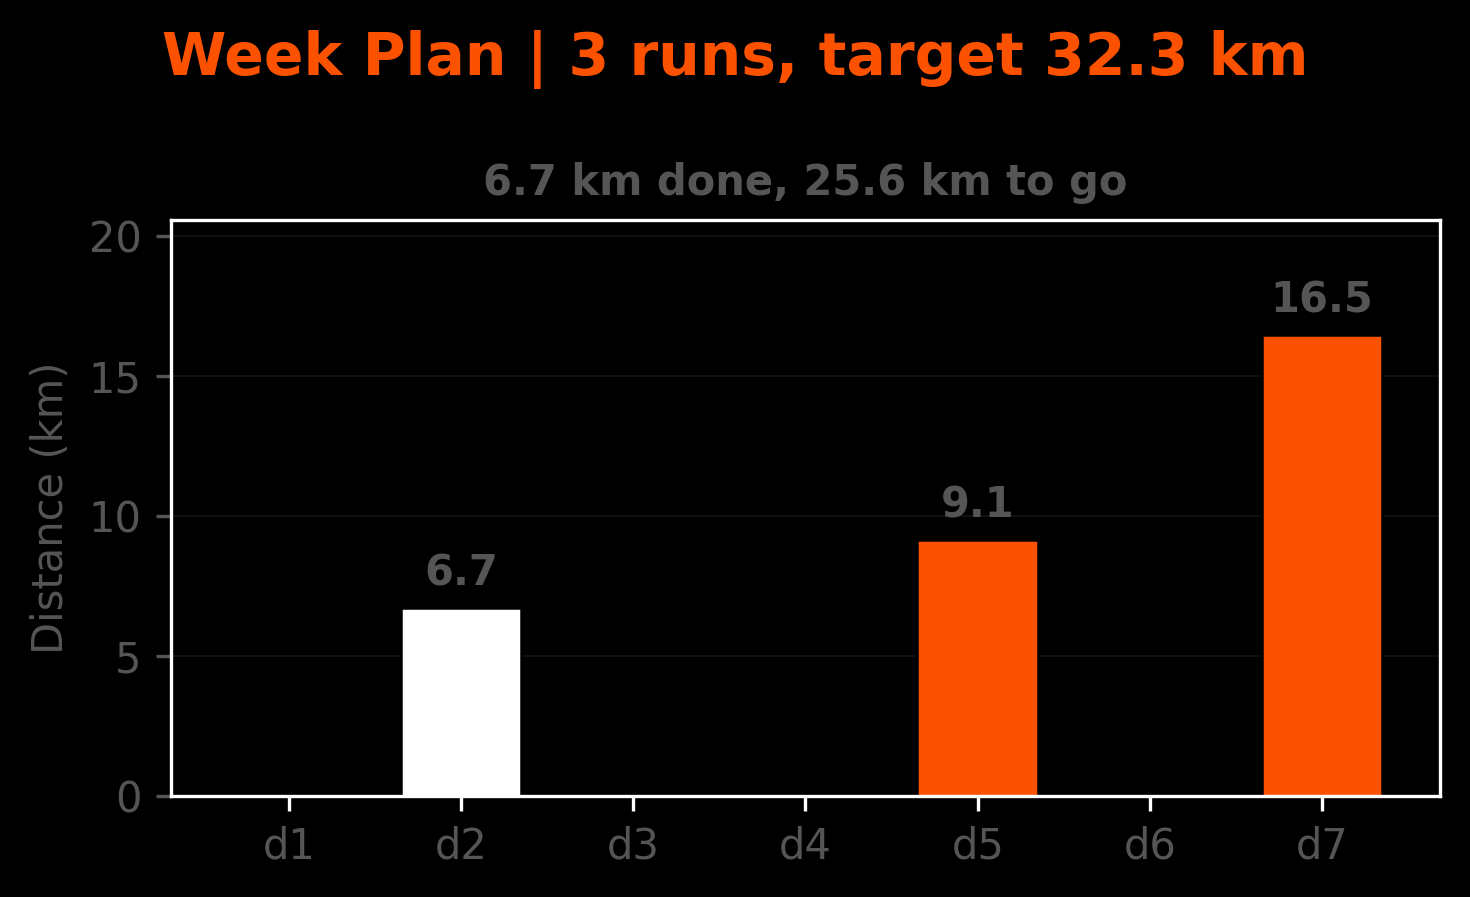 Week Plan | 3 runs, target 32.3 km
6.7 km done, 25.6 km to go
Distance (km)
20
15
10
5
0
6.7
9.1
16.5
d1 d2 d3 d4 d5 d6 d7